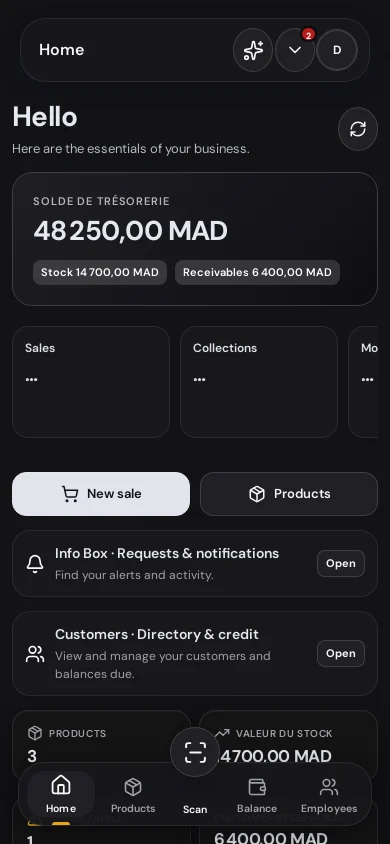 Home
2
D
Hello
Here are the essentials of your business.
SOLDE DE TRÉSORERIE
48 250,00 MAD
Stock 14 700,00 MAD
Receivables 6 400,00 MAD
Sales
Collections
Mo
...
...
...
New sale
Products
Info Box · Requests & notifications
Find your alerts and activity.
Open
Customers · Directory & credit
View and manage your customers and
balances due.
Open
PRODUCTS
VALEUR DU STOCK
3
14 700,00 MAD
Home
Products
Scan
Balance
Employees
1
6 400,00 MAD